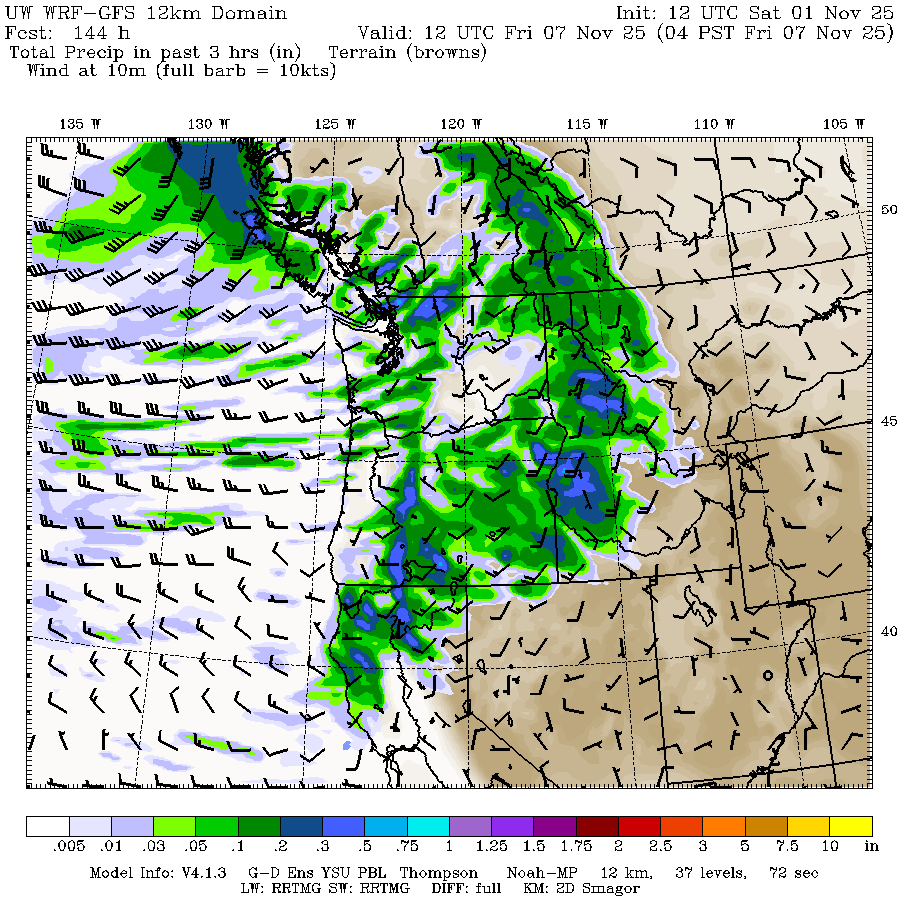 UW WRF-GFS 12km Domain Init: 12 UTC Sat 01 Nov 25
Fcst: 144 h Valid: 12 UTC Fri 07 Nov 25 (04 PST Fri 07 Nov 25)
Total Precip in past 3 hrs (in) Terrain (browns)
Wind at 10m (full barb = 10kts)
135 W 130 W 125 W 120 W 115 W 110 W 105 W
50
45
40
.005 .01 .03 .05 .1 .2 .3 .5 .75 1 1.25 1.5 1.75 2 2.5 3 5 7.5 10 in
Model Info: V4.1.3 G-D Ens YSU PBL Thompson Noah-MP 12 km, 37 levels, 72 sec
LW: RRTMG SW: RRTMG DIFF: full KM: 2D Smagor